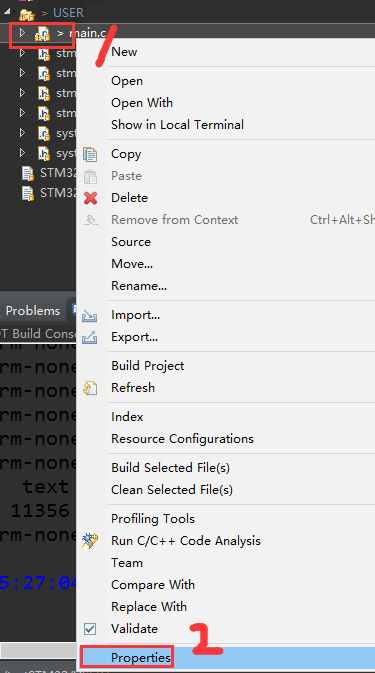 > USER
> main.c
New
stm
Open
stm
Open With
stm
Show in Local Terminal
stm
syst
Copy
syst
Paste
STM32
Delete
STM32
Remove from Context Ctrl+Alt+Sh
Source
Move...
Rename...
Problems
Import...
T Build Conso
Export...
rm-none
Build Project
rm-none
Refresh
rm-none
Index
rm-none
Resource Configurations
rm-none
Build Selected File(s)
text
Clean Selected File(s)
11356
Profiling Tools
rm-none
Run C/C++ Code Analysis
Team
5:27:04
Compare With
Replace With
Validate
1
Properties